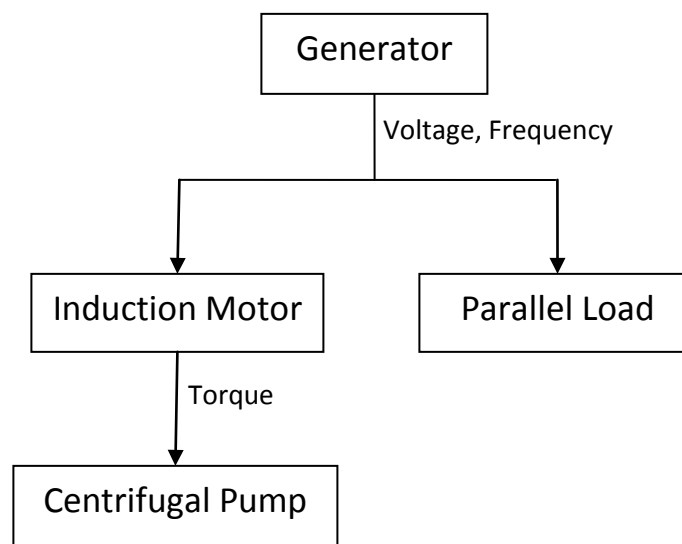 Generator
Voltage, Frequency
Induction Motor
Parallel Load
Torque
Centrifugal Pump